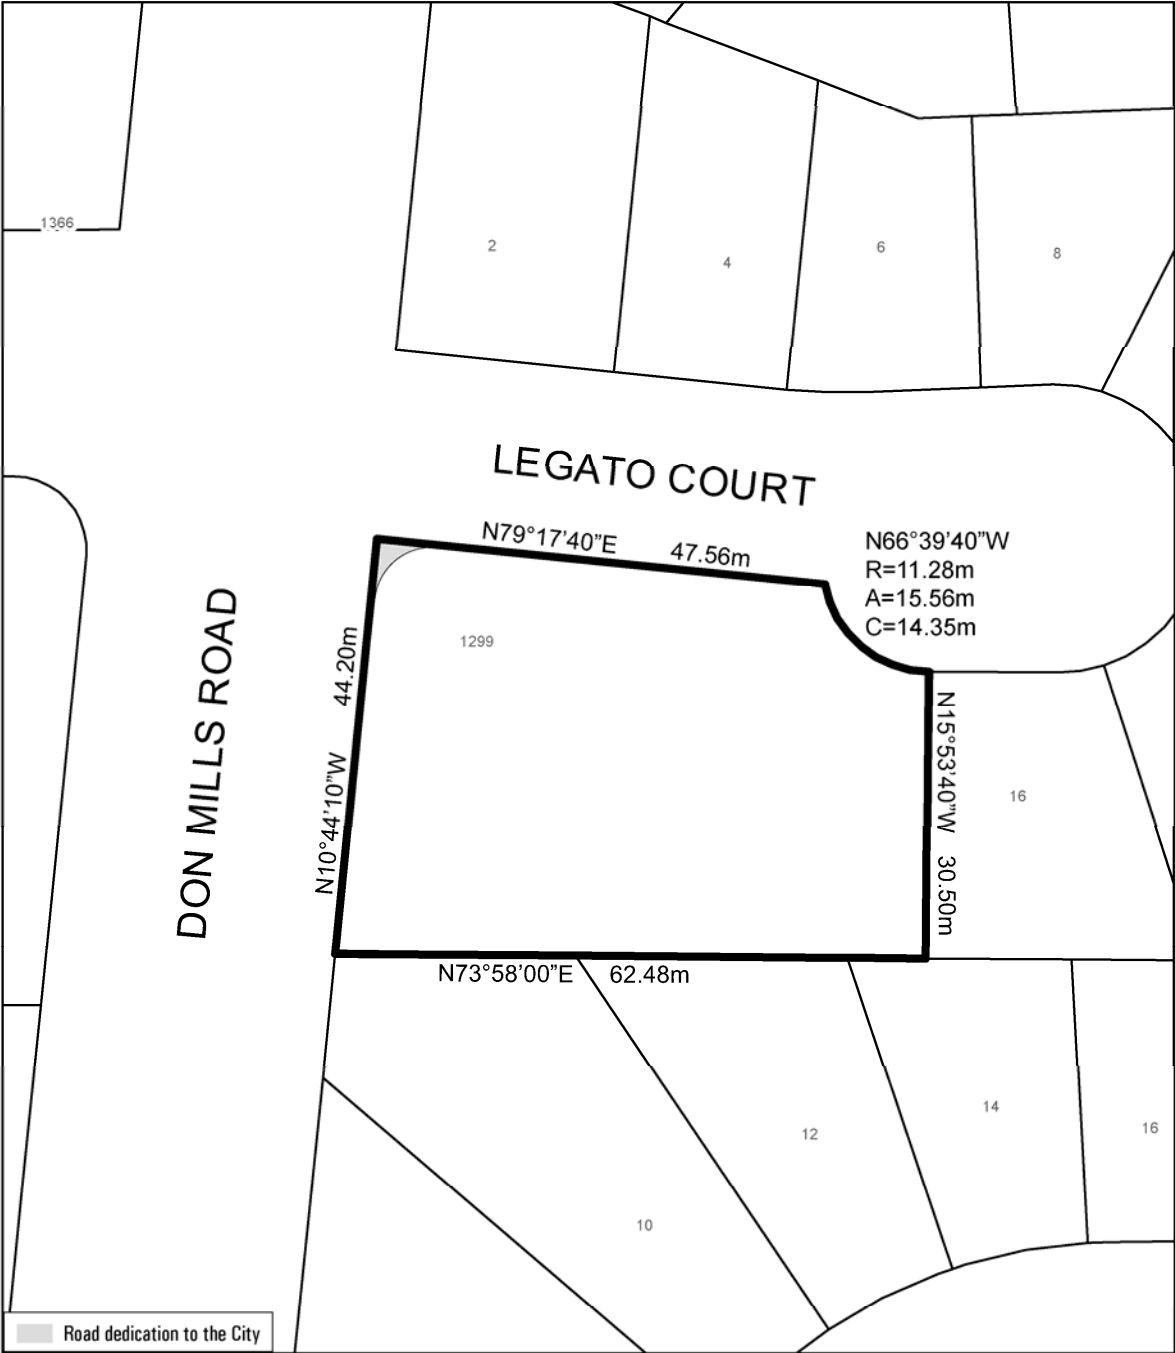 1366
2
4
6
8
LEGATO COURT
N79°17'40"E 47.56m
N66°39'40"W
R=11.28m
A=15.56m
C=14.35m
1299
DON MILLS ROAD
N10°44'10"W 44.20m
N15°53'40"W 30.50m
16
N73°58'00"E 62.48m
14
16
12
10
Road dedication to the City